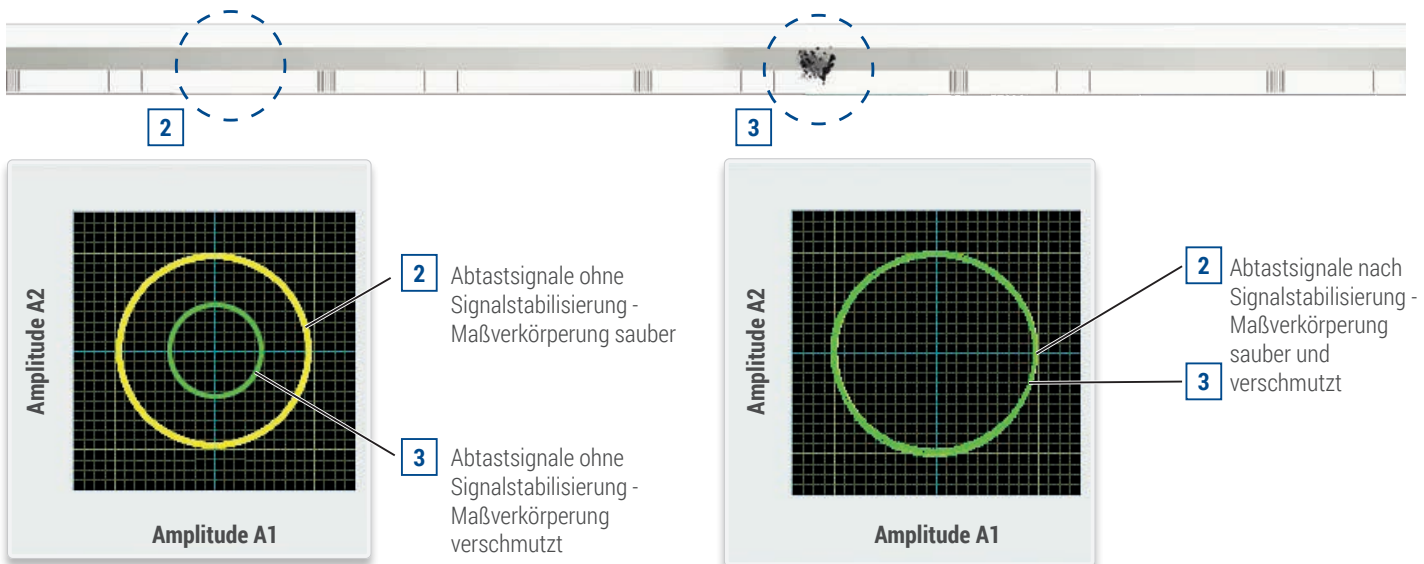 2
3
Amplitude A2
2 Abtastsignale ohne
Signalstabilisierung -
Maßverkörperung sauber
3 Abtastsignale ohne
Signalstabilisierung -
Maßverkörperung
verschmutzt
Amplitude A1
Amplitude A2
2 Abtastsignale nach
Signalstabilisierung -
Maßverkörperung
sauber und
3 verschmutzt
Amplitude A1